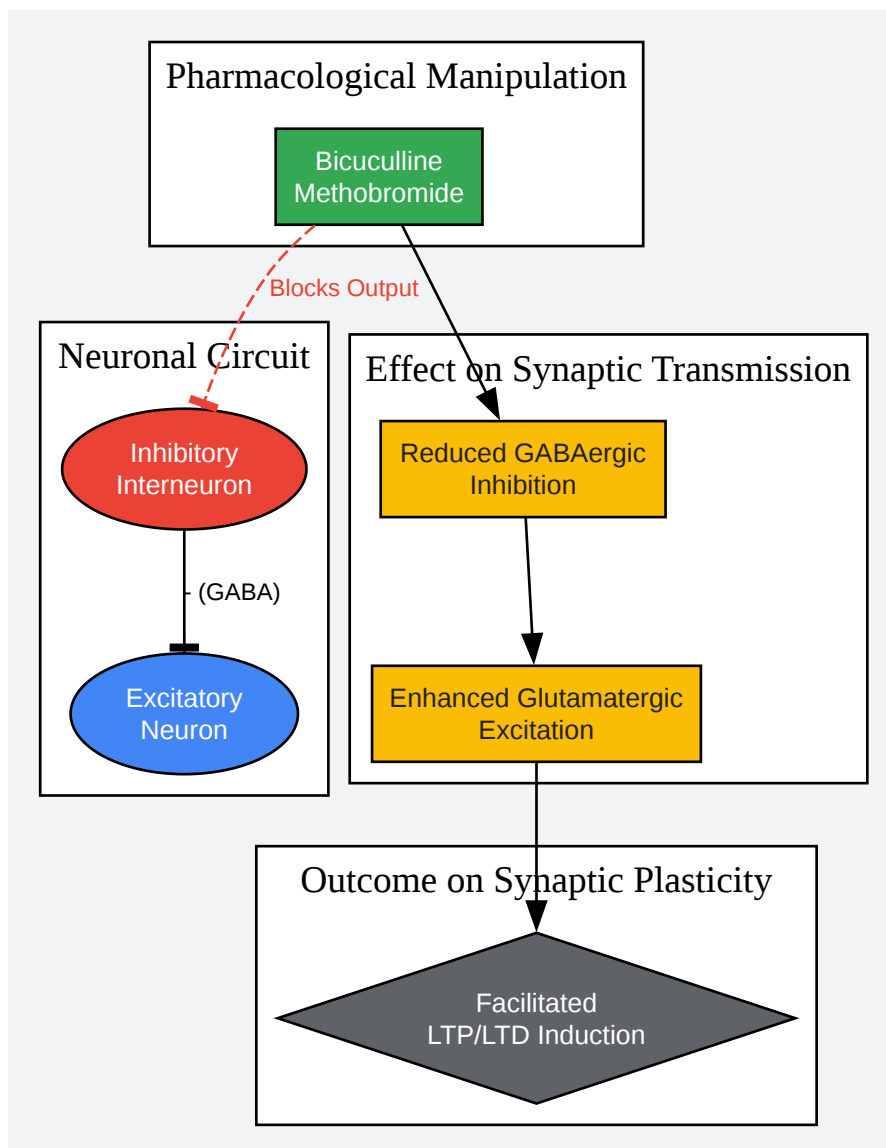 Pharmacological Manipulation
Bicuculline
Methobromide
Blocks Output
Neuronal Circuit
Inhibitory
Interneuron
- (GABA)
Excitatory
Neuron
Effect on Synaptic Transmission
Reduced GABAergic
Inhibition
Enhanced Glutamatergic
Excitation
Outcome on Synaptic Plasticity
Facilitated
LTP/LTD Induction